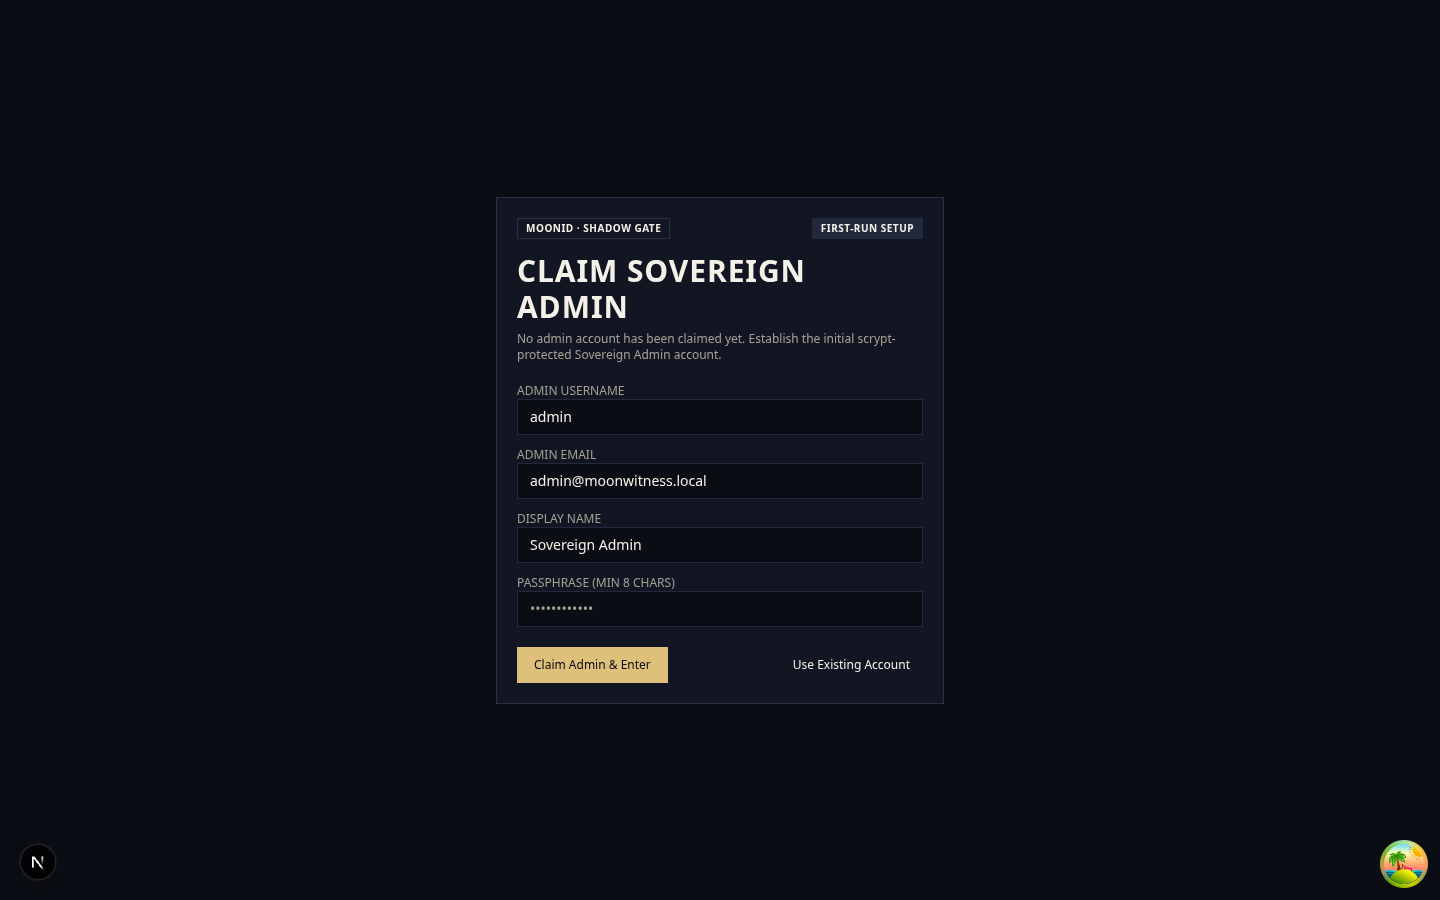 MOONID · SHADOW GATE
FIRST-RUN SETUP
CLAIM SOVEREIGN
ADMIN
No admin account has been claimed yet. Establish the initial scrypt-
protected Sovereign Admin account.
ADMIN USERNAME
admin
ADMIN EMAIL
admin@moonwitness.local
DISPLAY NAME
Sovereign Admin
PASSPHRASE (MIN 8 CHARS)
••••••••••••
Claim Admin & Enter
Use Existing Account
N